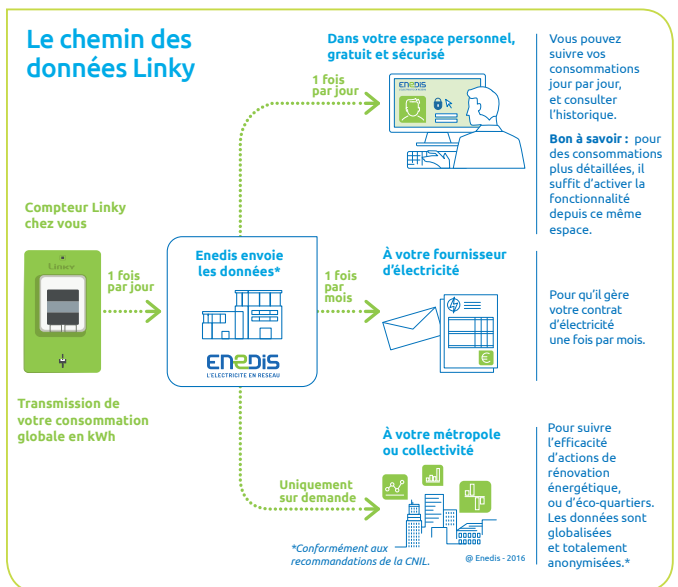 Le chemin des
données Linky
Dans votre espace personnel,
gratuit et sécurisé
1 fois
par jour
ENEDIS
Vous pouvez
suivre vos
consommations
jour par jour,
et consulter
l'historique.
Bon à savoir : pour
des consommations
plus détaillées, il
suffit d'activer la
fonctionnalité
depuis ce même
espace.
Compteur Linky
chez vous
Linky
1 fois
par jour
Transmission de
votre consommation
globale en kWh
Enedis envoie
les données*
ENEDIS
L'ELECTRICITE EN RESEAU
1 fois
par
mois
À votre fournisseur
d'électricité
€
Pour qu'il gère
votre contrat
d'électricité
une fois par mois.
Uniquement
sur demande
À votre métropole
ou collectivité
Pour suivre
l'efficacité
d'actions de
rénovation
énergétique,
ou d'éco-quartiers.
Les données sont
globalisées
et totalement
anonymisées.*
*Conformément aux
recommandations de la CNIL.
@ Enedis - 2016